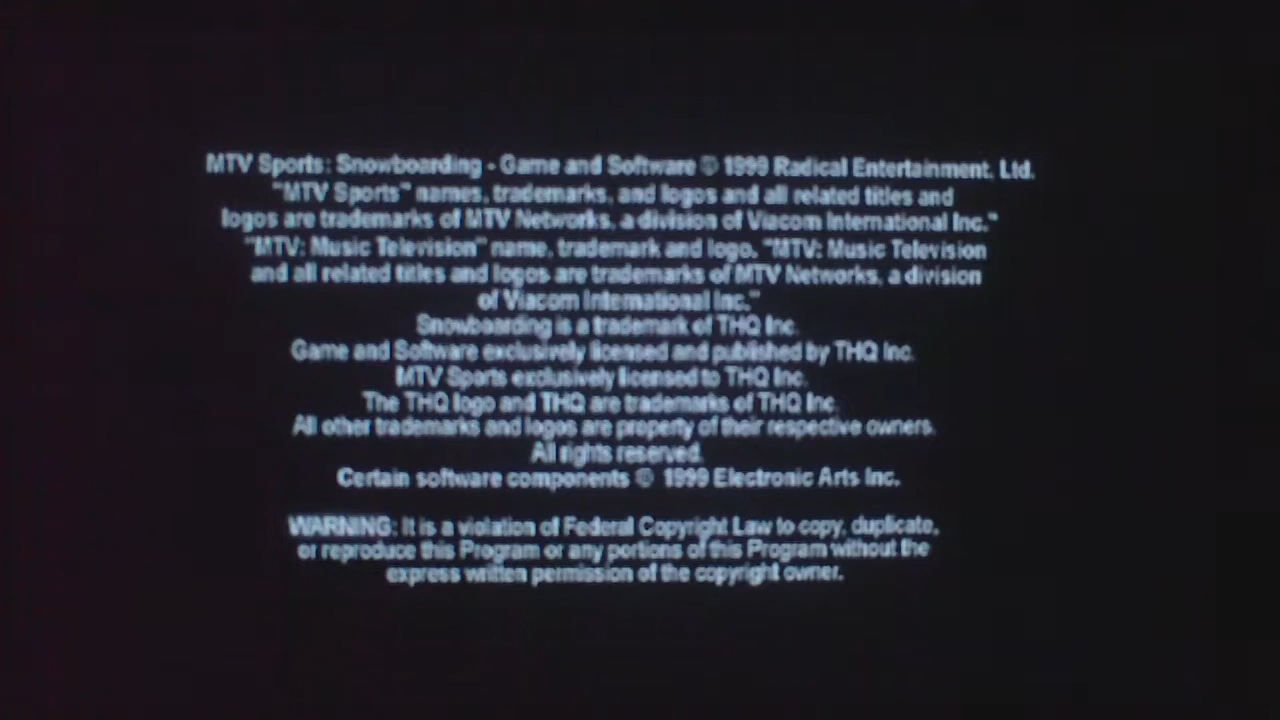 MTV Sports: Snowboarding - Game and Software © 1999 Radical Entertainment, Ltd.
"MTV Sports" names, trademarks, and logos and all related titles and
logos are trademarks of MTV Networks, a division of Viacom International Inc."
"MTV: Music Television" name, trademark and logo, "MTV: Music Television
and all related titles and logos are trademarks of MTV Networks, a division
of Viacom International Inc."
Snowboarding is a trademark of THQ Inc.
Game and Software exclusively licensed and published by THQ Inc.
MTV Sports exclusively licensed to THQ Inc.
The THQ logo and THQ are trademarks of THQ Inc.
All other trademarks and logos are property of their respective owners.
All rights reserved.
Certain software components © 1999 Electronic Arts Inc.
WARNING: It is a violation of Federal Copyright Law to copy, duplicate,
or reproduce this Program or any portions of this Program without the
express written permission of the copyright owner.